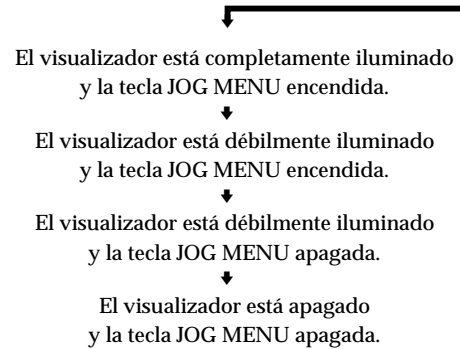 El visualizador está completamente iluminado
y la tecla JOG MENU encendida.
El visualizador está débilmente iluminado
y la tecla JOG MENU encendida.
El visualizador está débilmente iluminado
y la tecla JOG MENU apagada.
El visualizador está apagado
y la tecla JOG MENU apagada.